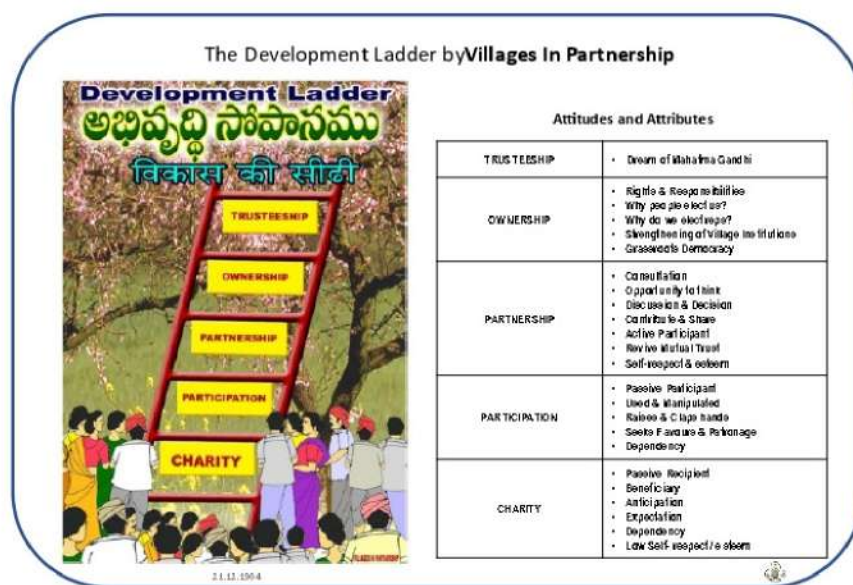 The Development Ladder by Villages In Partnership
Development Ladder
అభివృద్ధి సోపానము
विकास की सीढी
TRUSTEESHIP
OWNERSHIP
PARTNERSHIP
PARTICIPATION
CHARITY
21.12.1994
Attitudes and Attributes
TRUSTEESHIP
• Dream of Mahatma Gandhi
OWNERSHIP
• Rights & Responsibilities
• Why people elect us?
• Why do we elect reps?
• Strengthening of Village Institutions
• Grassroots Democracy
PARTNERSHIP
• Consultation
• Opportunity to think
• Discussion & Decision
• Contribute & Share
• Active Participant
• Revive Mutual Trust
• Self-respect & esteem
PARTICIPATION
• Passive Participant
• Used & Manipulated
• Raises & Claps hands
• Seeks Favours & Patronage
• Dependency
CHARITY
• Passive Recipient
• Beneficiary
• Anticipation
• Expectation
• Dependency
• Low Self-respect/esteem